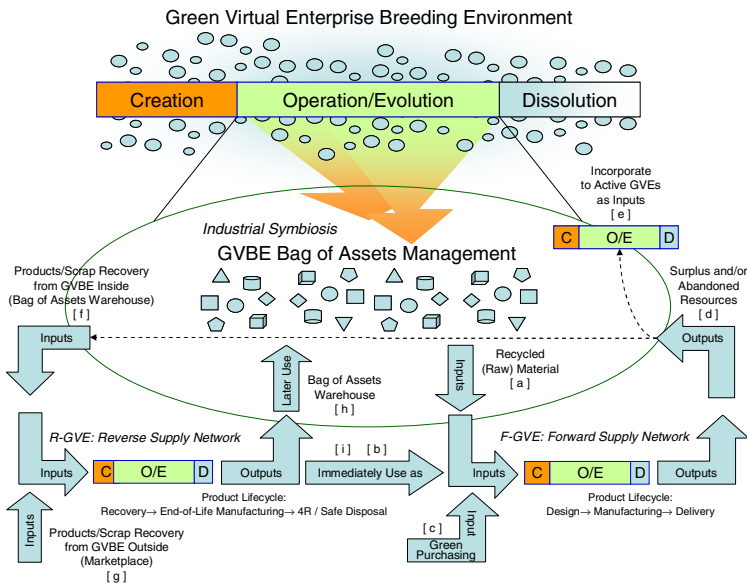 Green Virtual Enterprise Breeding Environment
Creation
Operation/Evolution
Dissolution
Incorporate
to Active GVEs
as Inputs
[ e ]
C
O/E
D
Industrial Symbiosis
GVBE Bag of Assets Management
Products/Scrap Recovery
from GVBE Inside
(Bag of Assets Warehouse)
[ f ]
Surplus and/or
Abandoned
Resources
[ d ]
Inputs
Outputs
Later Use
Bag of Assets
Warehouse
[ h ]
Inputs
Recycled
(Raw) Material
[ a ]
R-GVE: Reverse Supply Network
[ i ]
[ b ]
F-GVE: Forward Supply Network
Inputs
C
O/E
D
Outputs
Immediately Use as
Inputs
C
O/E
D
Outputs
Product Lifecycle:
Recovery→ End-of-Life Manufacturing→ 4R / Safe Disposal
Product Lifecycle:
Design→ Manufacturing→ Delivery
Inputs
Products/Scrap Recovery
from GVBE Outside
(Marketplace)
[ g ]
[ c ]
Input
Green
Purchasing